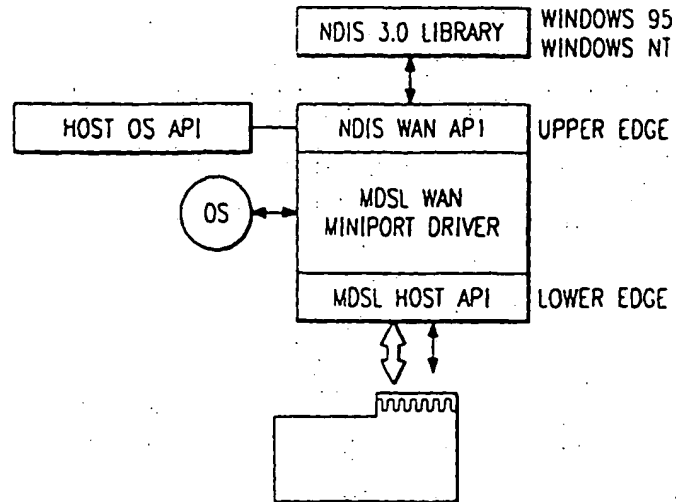 NDIS 3.0 LIBRARY
WINDOWS 95
WINDOWS NT
HOST OS API
NDIS WAN API
UPPER EDGE
OS
MDSL WAN
MINIPORT DRIVER
MDSL HOST API
LOWER EDGE